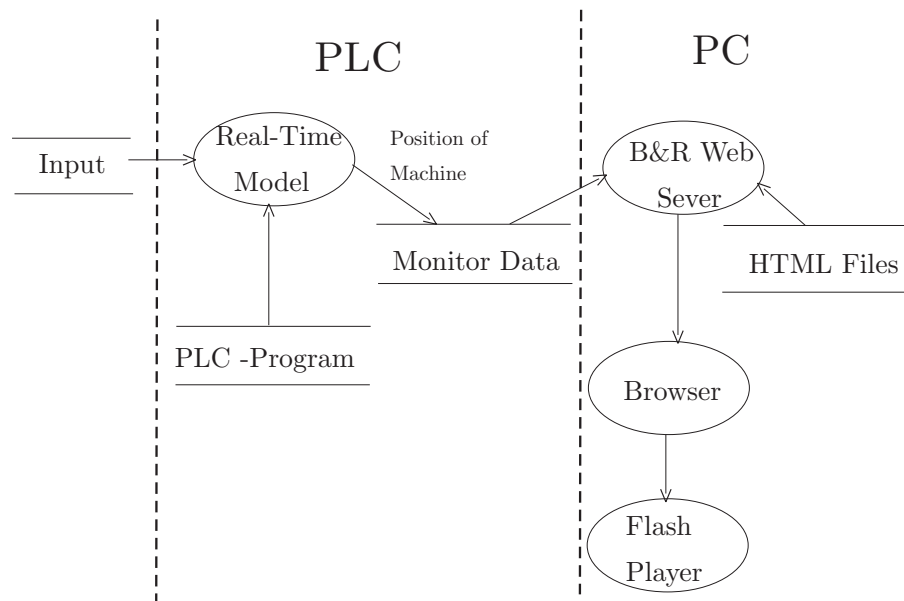 PLC
PC
Input
Real-Time
Model
Position of
Machine
B&R Web
Sever
Monitor Data
HTML Files
PLC -Program
Browser
Flash
Player